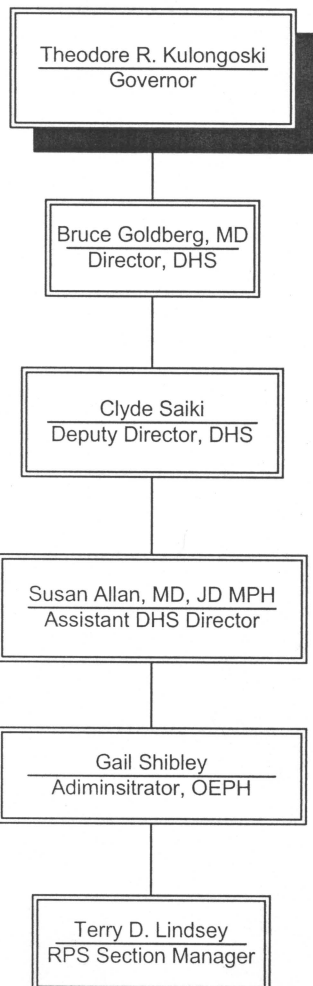 Theodore R. Kulongoski
Governor
Bruce Goldberg, MD
Director, DHS
Clyde Saiki
Deputy Director, DHS
Susan Allan, MD, JD MPH
Assistant DHS Director
Gail Shibley
Adiminsitrator, OEPH
Terry D. Lindsey
RPS Section Manager